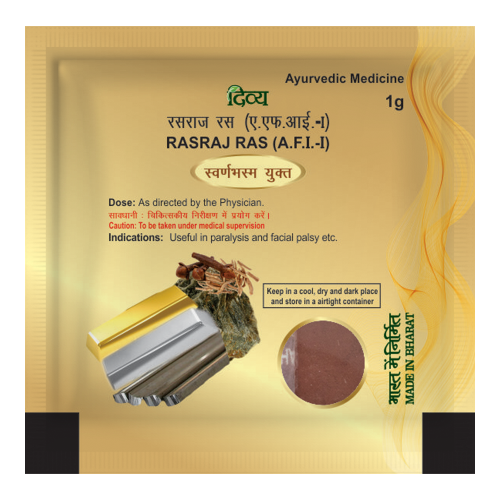 Ayurvedic Medicine
1g
दिव्य
रसराज रस (ए.एफ.आई.-I)
RASRAJ RAS (A.F.I.-I)
स्वर्णभस्म युक्त
Dose: As directed by the Physician.
सावधानी : चिकित्सकीय निरीक्षण में प्रयोग करें।
Caution: To be taken under medical supervision
Indications: Useful in paralysis and facial palsy etc.
Keep in a cool, dry and dark place
and store in a airtight container
भारत में निर्मित
MADE IN BHARAT